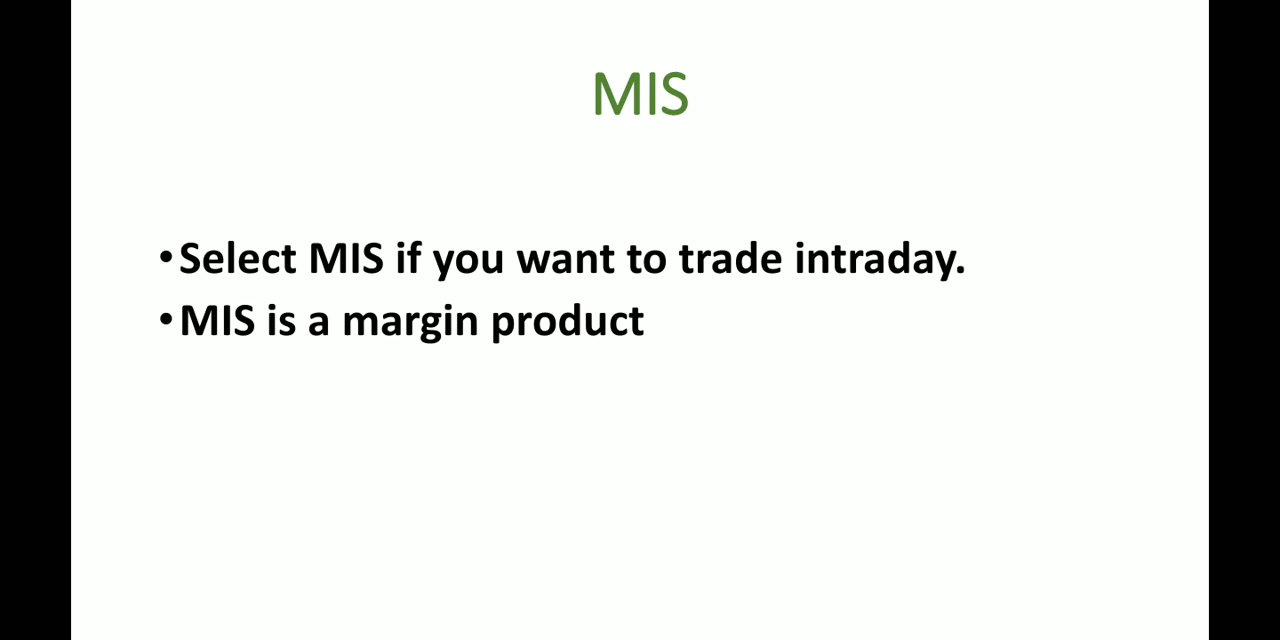 MIS
•Select MIS if you want to trade intraday.
•MIS is a margin product